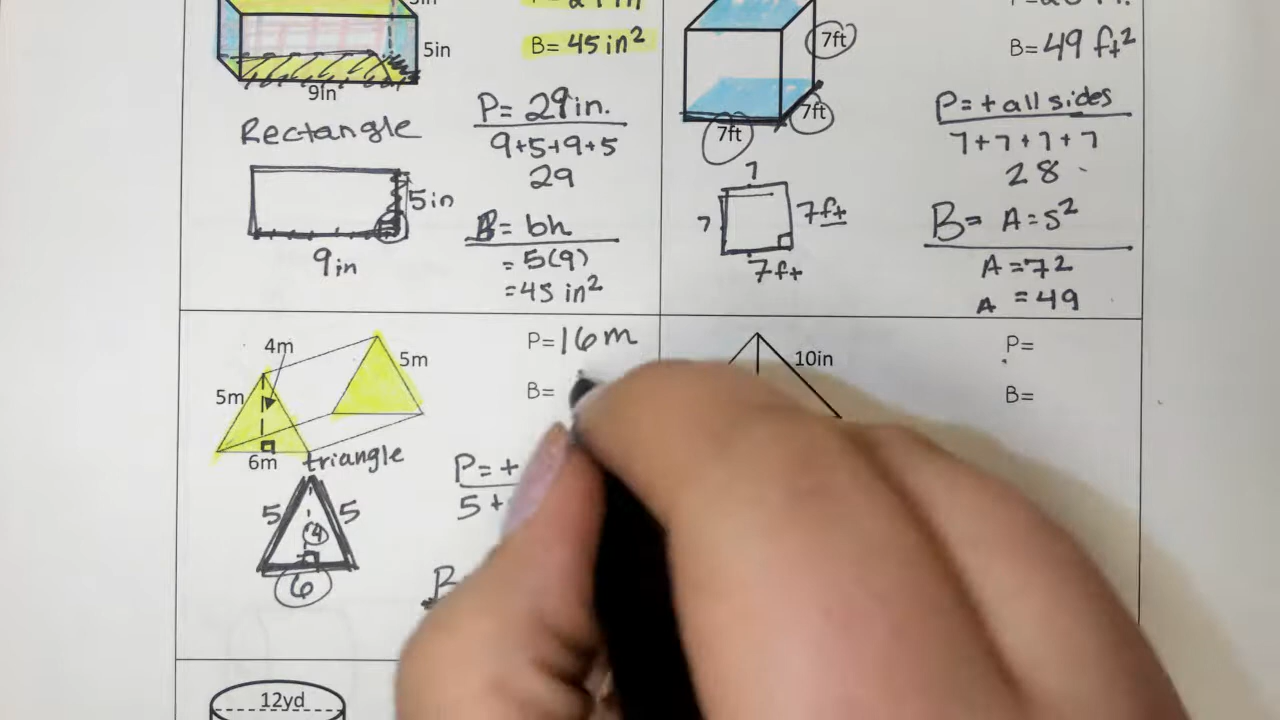 5in
9in
B= 45 in²
Rectangle
P= 29 in.
9+5+9+5
29
5in
9in
B= bh
= 5(9)
=45 in²
7ft
7ft
7ft
B= 49 ft²
P= + all sides
7+7+7+7
28
7
7
7ft
7ft
B= A=s²
A=7²
A =49
4m
5m
5m
6m
triangle
P=16m
B=
P= +
5+
5
5
4
6
10in
P=
B=
12yd